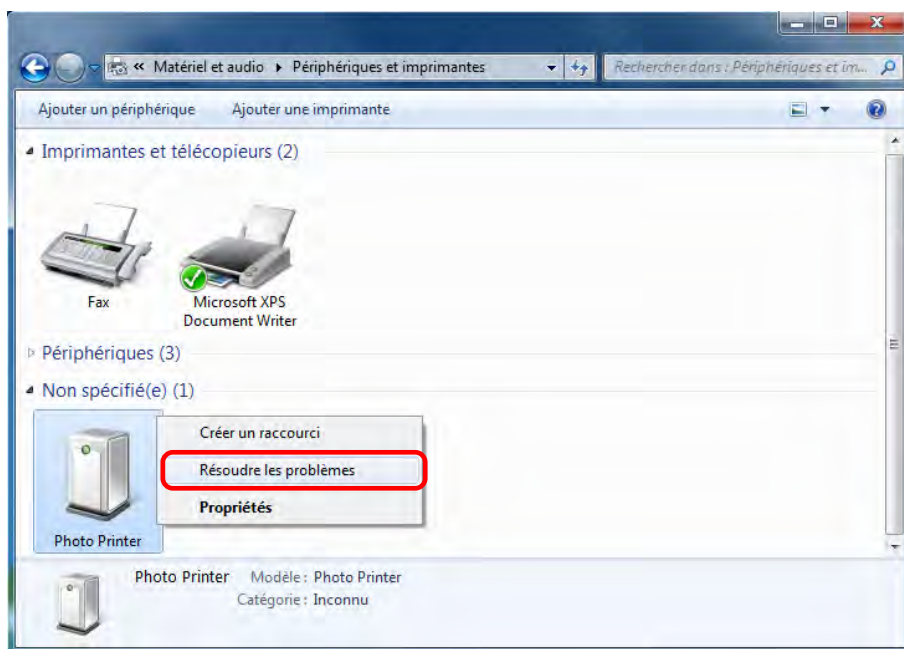 « Matériel et audio ▸ Périphériques et imprimantes
Rechercher dans : Périphériques et im...
Ajouter un périphérique Ajouter une imprimante
Imprimantes et télécopieurs (2)
Fax
Microsoft XPS
Document Writer
Périphériques (3)
Non spécifié(e) (1)
Photo Printer
Créer un raccourci
Résoudre les problèmes
Propriétés
Photo Printer Modèle : Photo Printer
Catégorie : Inconnu